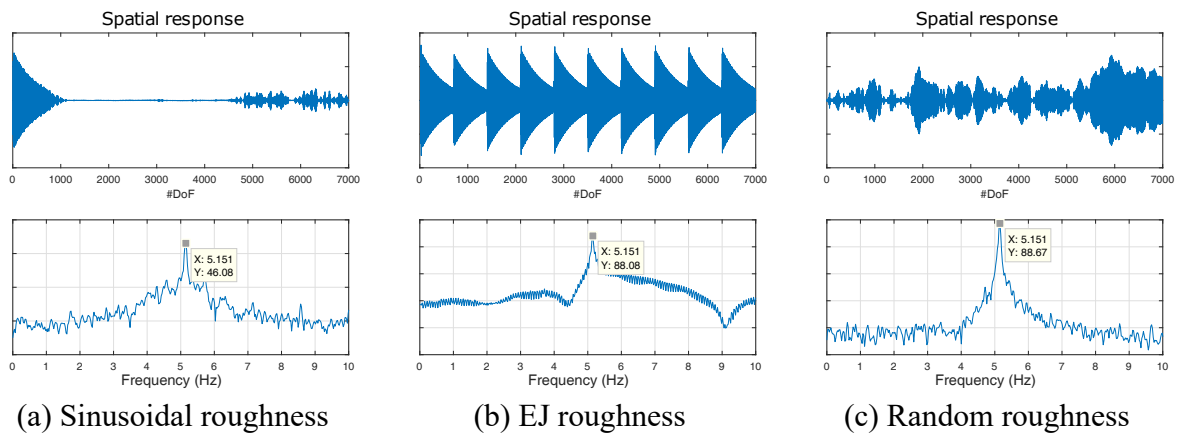 Spatial response Spatial response Spatial response
0 1000 2000 3000 4000 5000 6000 7000 0 1000 2000 3000 4000 5000 6000 7000 0 1000 2000 3000 4000 5000 6000 7000
#DoF #DoF #DoF
X: 5.151 X: 5.151 X: 5.151
Y: 46.08 Y: 88.08 Y: 88.67
0 1 2 3 4 5 6 7 8 9 10 0 1 2 3 4 5 6 7 8 9 10 0 1 2 3 4 5 6 7 8 9 10
Frequency (Hz) Frequency (Hz) Frequency (Hz)
(a) Sinusoidal roughness (b) EJ roughness (c) Random roughness